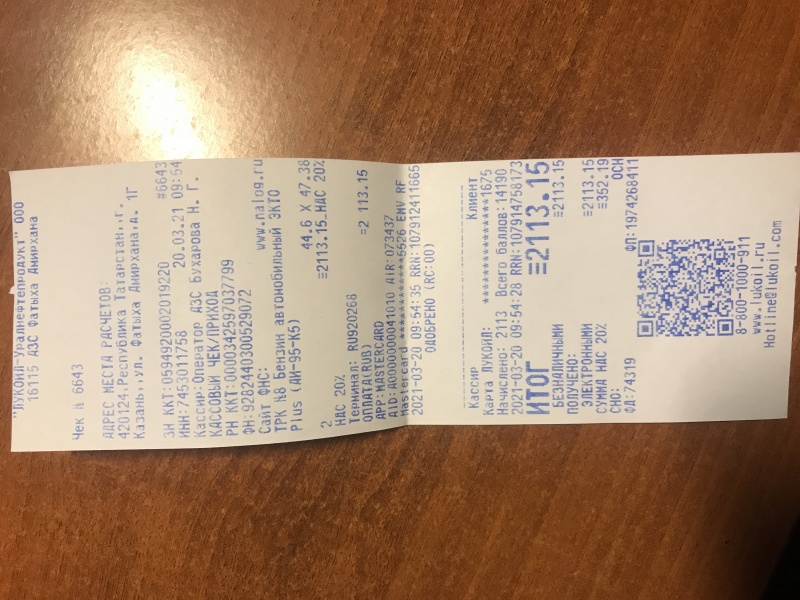 "ЛУКОЙЛ-Уралнефтепродукт" ООО
16115 АЗС Фатыха Амирхана
Чек № 6643
АДРЕС МЕСТА РАСЧЕТОВ:
420124,Республика Татарстан,,г.
Казань,,ул. Фатыха Амирхана,д. 1Г
#6643
ЗН ККТ:0594920002019220
ИНН:7453011758 20.03.21 09:54
Кассир:Оператор АЗС Бухарова Н. Г.
КАССОВЫЙ ЧЕК/ПРИХОД
РН ККТ:0000342597037799
ФН:9282440300529072
Сайт ФНС: www.nalog.ru
ТРК №8 Бензин автомобильный ЭКТО
Plus (АИ-95-К5)
44.6 X 47.38
2 ≡2113.15_НДС 20%
НДС 20% =2 113.15
Терминал: RU920268
ОПЛАТА(RUB)
APP:MASTERCARD
AID:A0000000041010 AIR:073437
Mastercard ************5526 EMV RF
2021-03-20 09:54:35 RRN:107912411665
ОДОБРЕНО (RC:00)
Кассир Клиент
Карта ЛУКОЙЛ: **************1675
Начислено: 2113 Всего баллов:14190
2021-03-20 09:54:28 RRN:107914758173
ИТОГ ≡2113.15
БЕЗНАЛИЧНЫМИ ≡2113.15
ПОЛУЧЕНО:
ЭЛЕКТРОННЫМИ ≡2113.15
СУММА НДС 20% ≡352.19
СНО: ОСН
ФД:74319 ФП:1974268411
8-800-1000-911
www.lukoil.ru
Hotline@lukoil.com